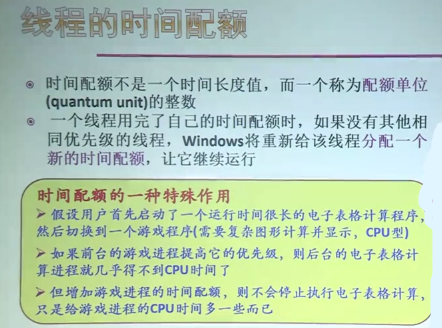 线程的时间配额
时间配额不是一个时间长度值，而一个称为配额单位
(quantum unit)的整数
一个线程用完了自己的时间配额时，如果没有其他相
同优先级的线程，Windows将重新给该线程分配一个
新的时间配额，让它继续运行
时间配额的一种特殊作用
➢ 假设用户首先启动了一个运行时间很长的电子表格计算程序，
然后切换到一个游戏程序(需要复杂图形计算并显示，CPU型)
➢ 如果前台的游戏进程提高它的优先级，则后台的电子表格计
算进程就几乎得不到CPU时间了
➢ 但增加游戏进程的时间配额，则不会停止执行电子表格计算，
只是给游戏进程的CPU时间多一些而已